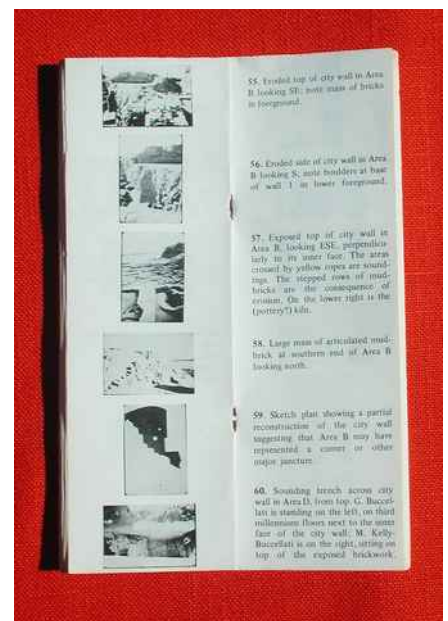 55. Eroded top of city wall in Area
B looking SE; note mass of bricks
in foreground.
56. Eroded side of city wall in Area
B looking S; note boulders at base
of wall 1 in lower foreground.
57. Exposed top of city wall in
Area B, looking ESE, perpendicu-
larly to its inner face. The areas
crossed by yellow ropes are sound-
ings. The stepped rows of mud-
bricks are the consequence of
erosion. On the lower right is the
(pottery?) kiln.
58. Large mass of articulated mud-
brick at southern end of Area B
looking north.
59. Sketch plan showing a partial
reconstruction of the city wall
suggesting that Area B may have
represented a corner or other
major juncture.
60. Sounding trench across city
wall in Area D, from top. G. Buccel-
lati is standing on the left, on third
millennium floors next to the inner
face of the city wall; M. Kelly-
Buccellati is on the right, sitting on
top of the exposed brickwork.